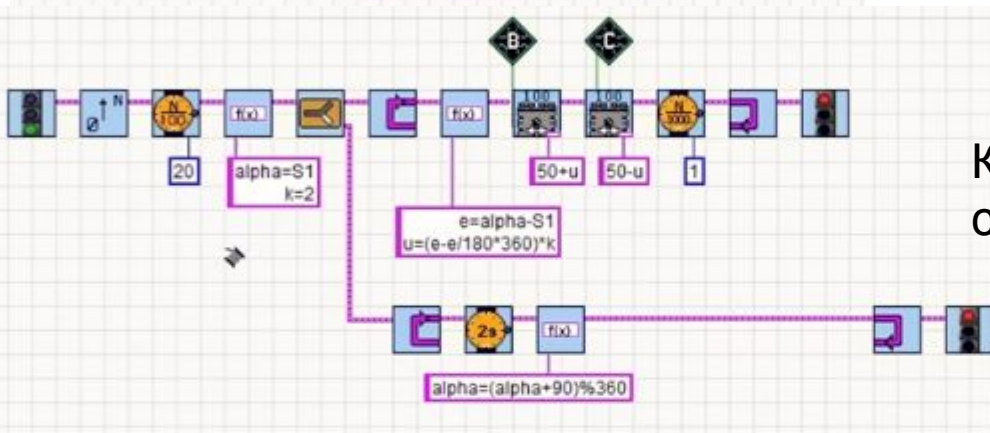 B C
N
N
100
f(x)
f(x)
100
100
N
1000
20
alpha=S1
k=2
50+u
50-u
1
К
о
e=alpha-S1
u=(e-e/180*360)*k
2s
f(x)
alpha=(alpha+90)%360